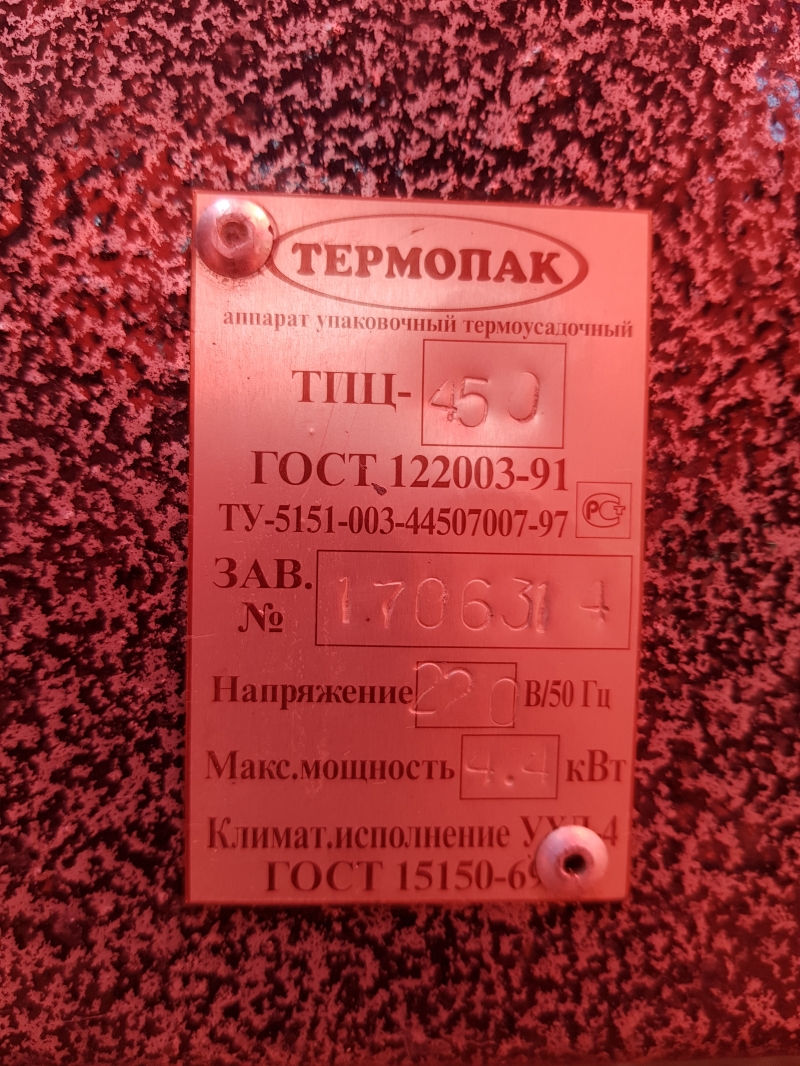 ТЕРМОПАК
аппарат упаковочный термоусадочный
ТПЦ-450
ГОСТ 122003-91
ТУ-5151-003-44507007-97 РСТ
ЗАВ. № 1706314
Напряжение 220 В/50 Гц
Макс.мощность 4.4 кВт
Климат.исполнение УХЛ 4
ГОСТ 15150-69